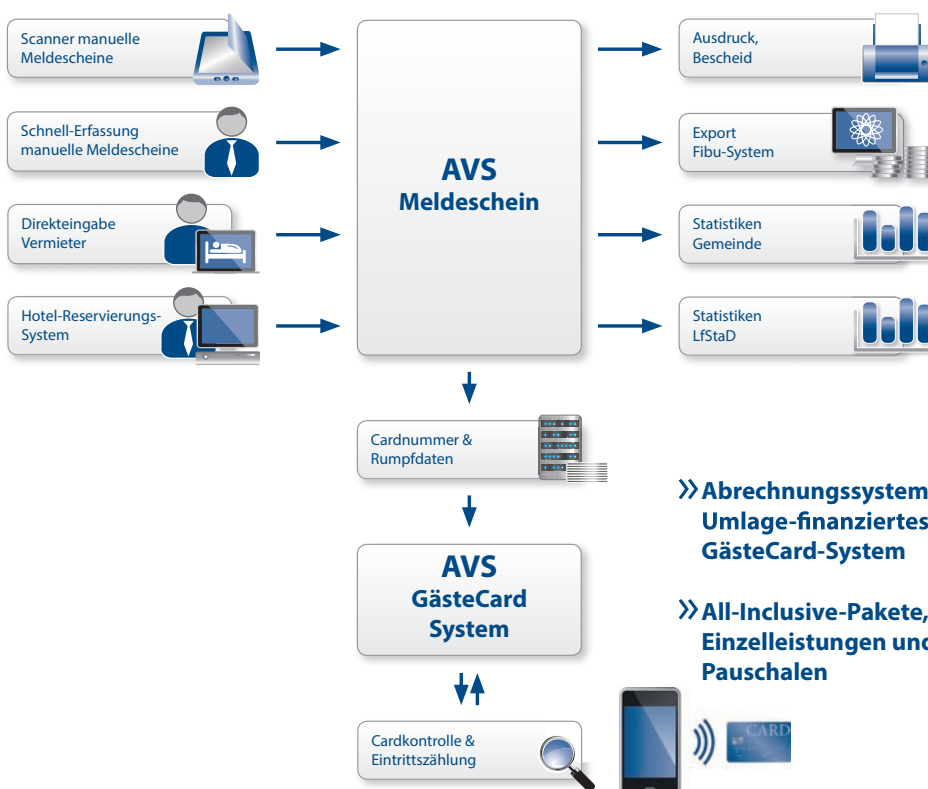 Scanner manuelle
Meldescheine
Schnell-Erfassung
manuelle Meldescheine
Direkteingabe
Vermieter
Hotel-Reservierungs-
System
AVS
Meldeschein
Ausdruck,
Bescheid
Export
Fibu-System
Statistiken
Gemeinde
Statistiken
LfStaD
Cardnummer &
Rumpfdaten
AVS
GästeCard
System
Cardkontrolle &
Eintrittszählung
» Abrechnungssystem
Umlage-finanziertes
GästeCard-System
» All-Inclusive-Pakete,
Einzelleistungen und
Pauschalen
CARD